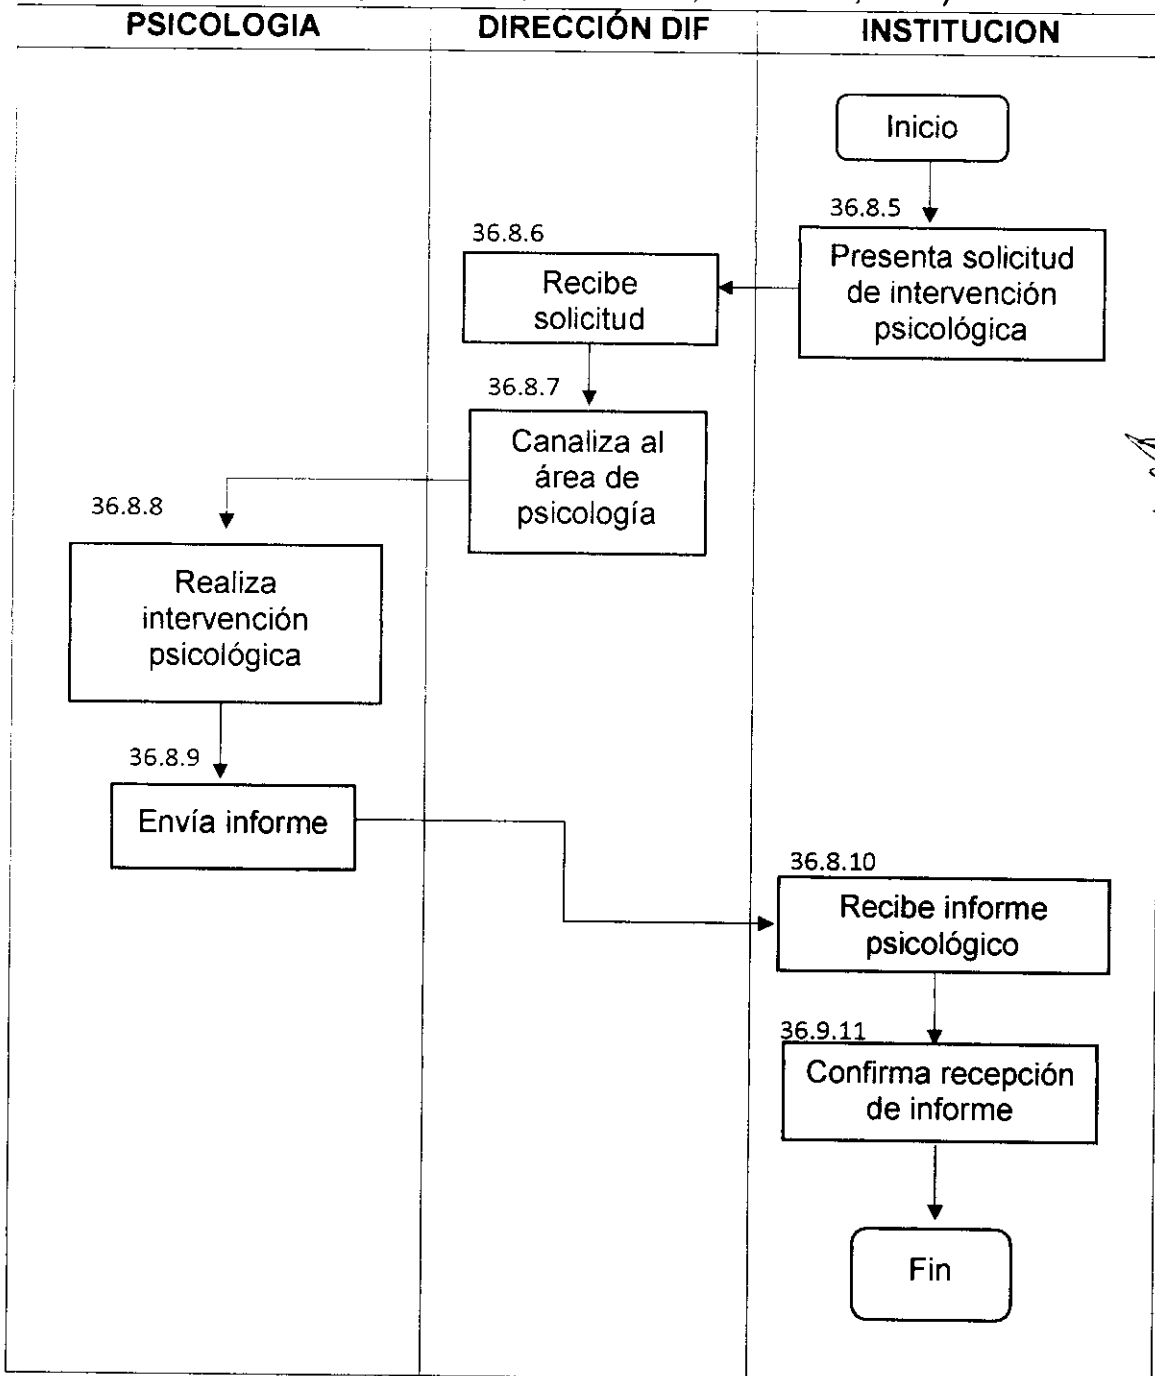 PSICOLOGIA
DIRECCIÓN DIF
INSTITUCION
Inicio
36.8.5
Presenta solicitud
de intervención
psicológica
36.8.6
Recibe
solicitud
36.8.7
Canaliza al
área de
psicología
36.8.8
Realiza
intervención
psicológica
36.8.9
Envía informe
36.8.10
Recibe informe
psicológico
36.9.11
Confirma recepción
de informe
Fin